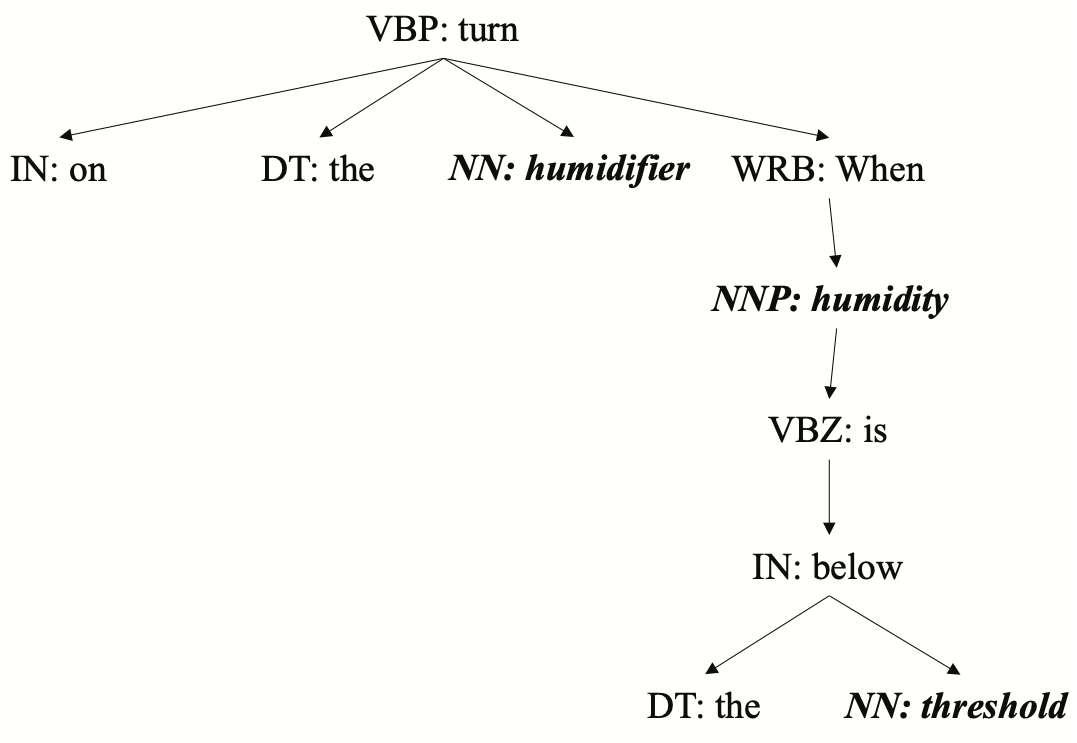 VBP: turn
IN: on
DT: the
NN: humidifier
WRB: When
NNP: humidity
VBZ: is
IN: below
DT: the
NN: threshold